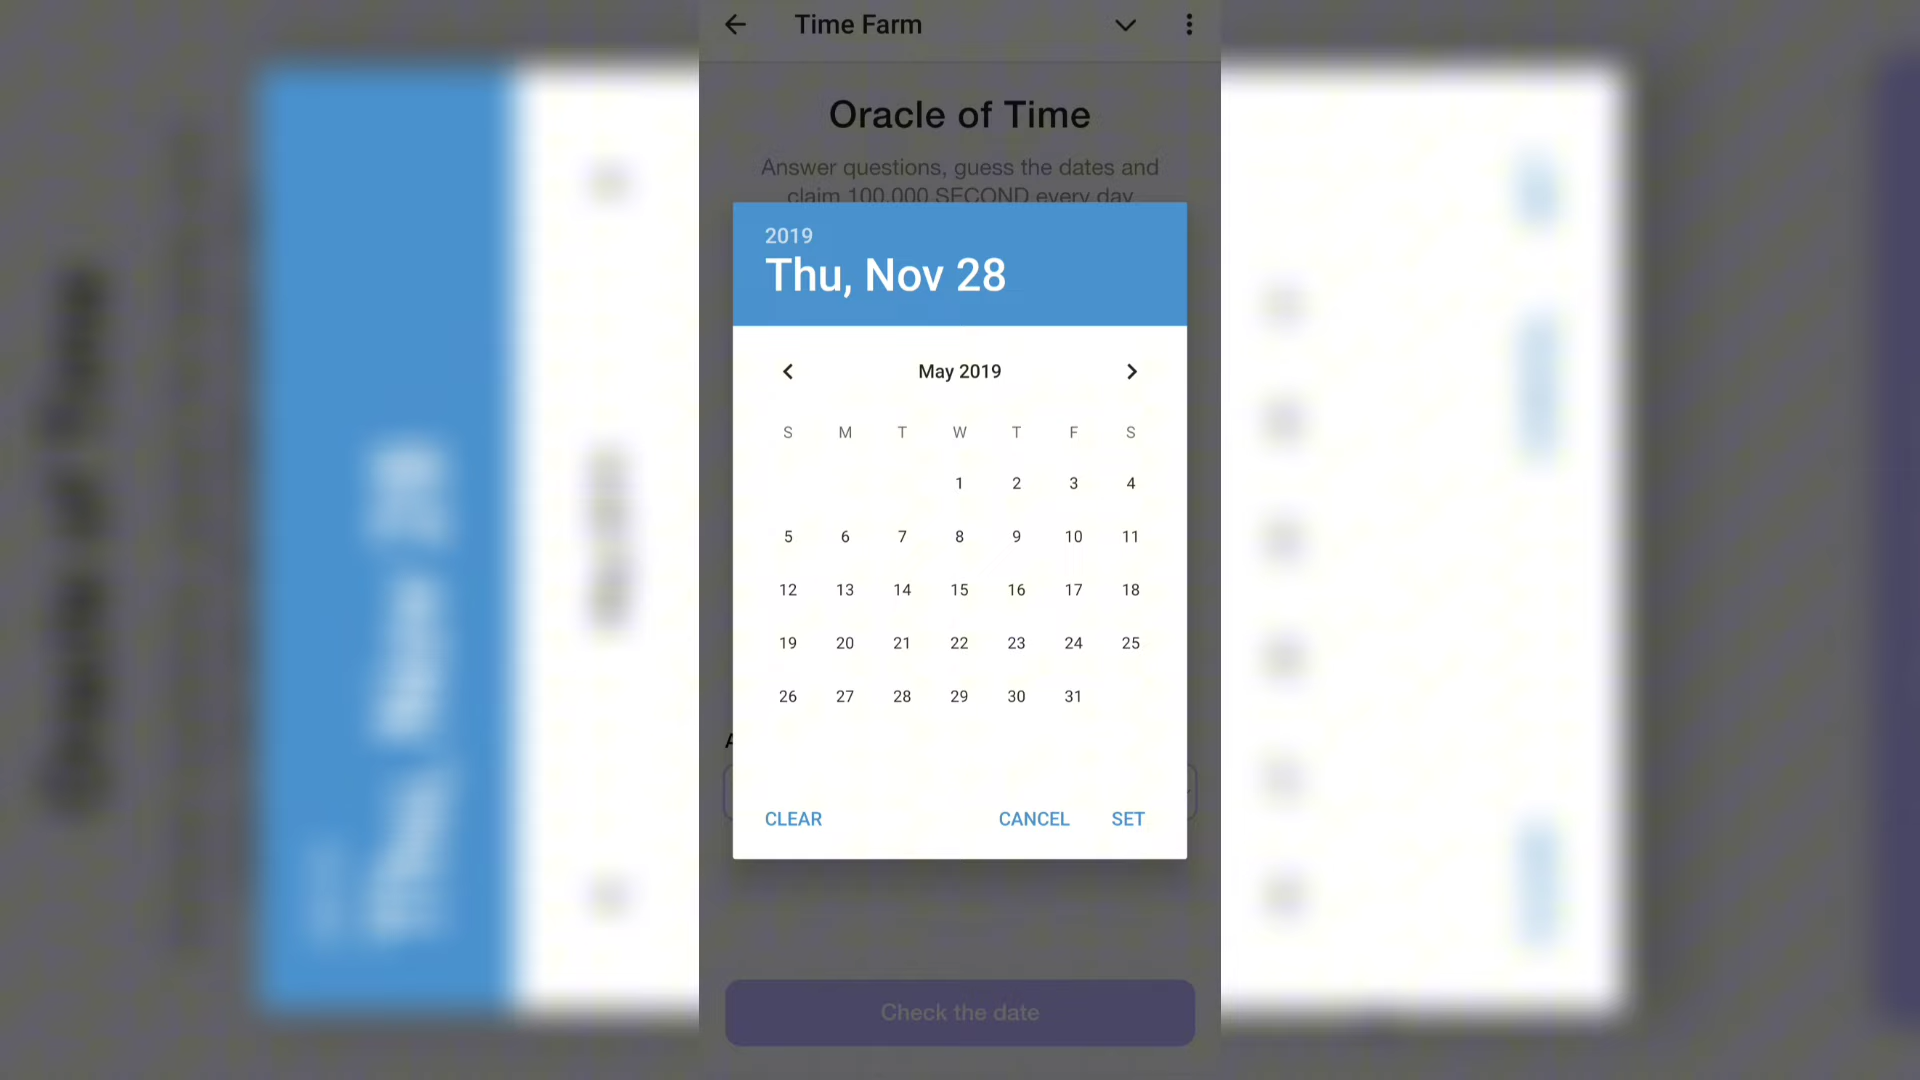 Time Farm
Oracle of Time
Answer questions, guess the dates and
claim 100,000 SECOND every day
2019
Thu, Nov 28
May 2019
S M T W T F S
1 2 3 4
5 6 7 8 9 10 11
12 13 14 15 16 17 18
19 20 21 22 23 24 25
26 27 28 29 30 31
CLEAR CANCEL SET
Check the date